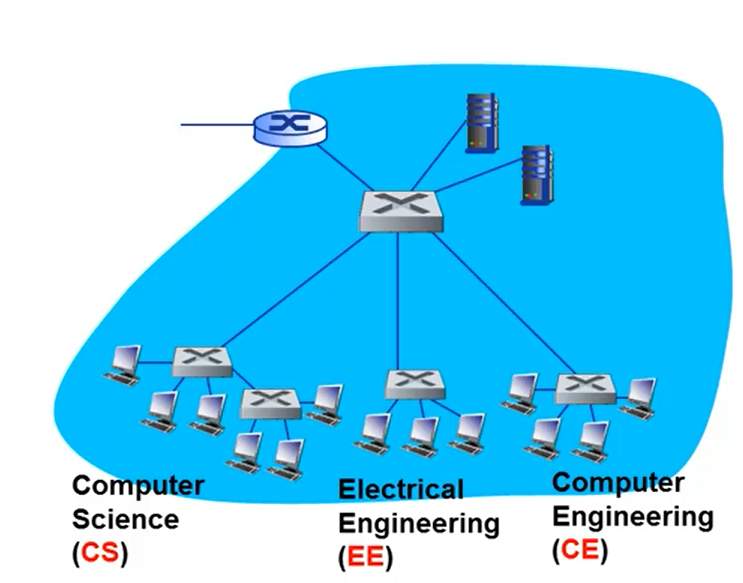 Computer
Science
(CS)
Electrical
Engineering
(EE)
Computer
Engineering
(CE)